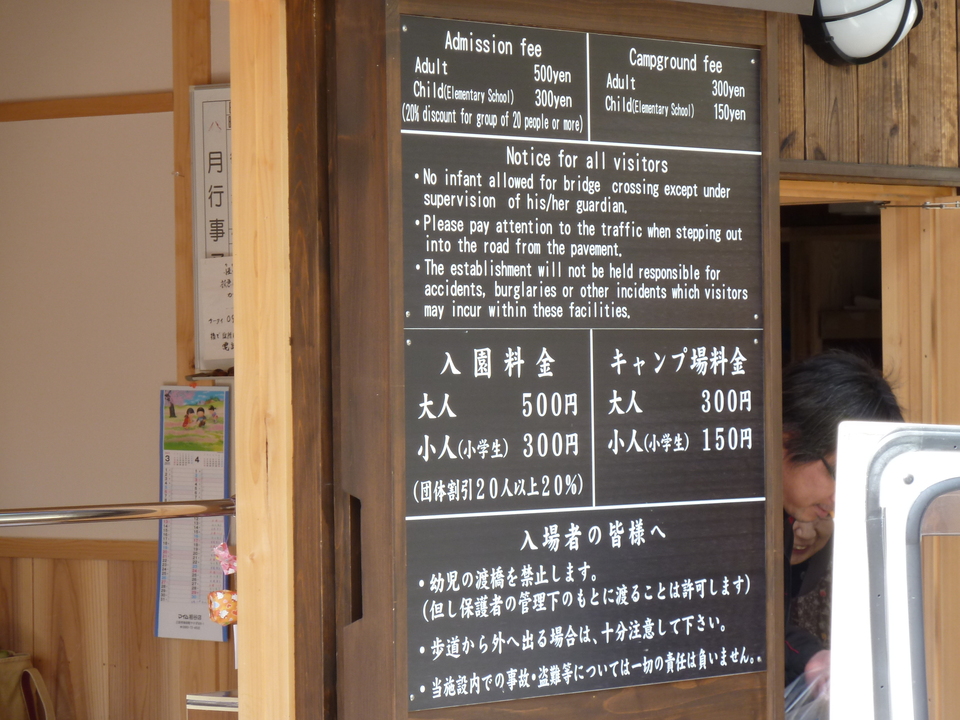 Admission fee
Adult 500yen
Child(Elementary School) 300yen
(20% discount for group of 20 people or more)
Campground fee
Adult 300yen
Child(Elementary School) 150yen
Notice for all visitors
・No infant allowed for bridge crossing except under
supervision of his/her guardian.
・Please pay attention to the traffic when stepping out
into the road from the pavement.
・The establishment will not be held responsible for
accidents, burglaries or other incidents which visitors
may incur within these facilities.
入園料金
大人 500円
小人(小学生) 300円
(団体割引20人以上20%)
キャンプ場料金
大人 300円
小人(小学生) 150円
入場者の皆様へ
・幼児の渡橋を禁止します。
(但し保護者の管理下のもとに渡ることは許可します)
・歩道から外へ出る場合は、十分注意して下さい。
・当施設内での事故・盗難等については一切の責任は負いません。
八月行事
3 4